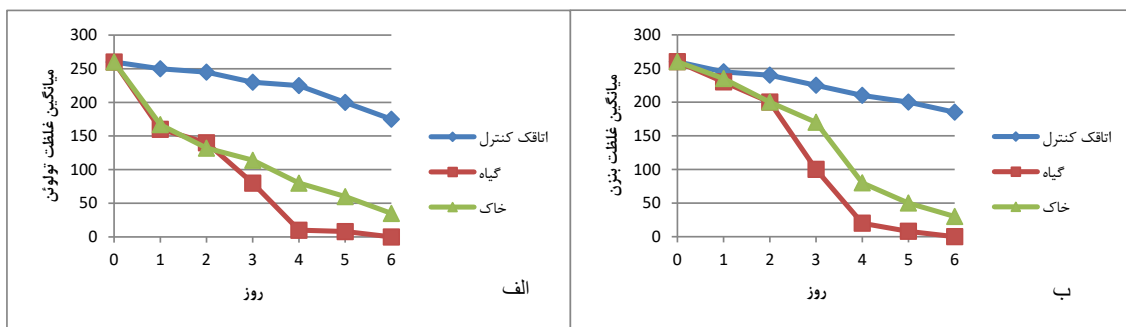 میانگین غلظت تولوئن
300
250
200
150
100
50
0
0 1 2 3 4 5 6
روز
اتاقک کنترل
گیاه
خاک
الف
میانگین غلظت بنزن
300
250
200
150
100
50
0
0 1 2 3 4 5 6
روز
اتاقک کنترل
گیاه
خاک
ب